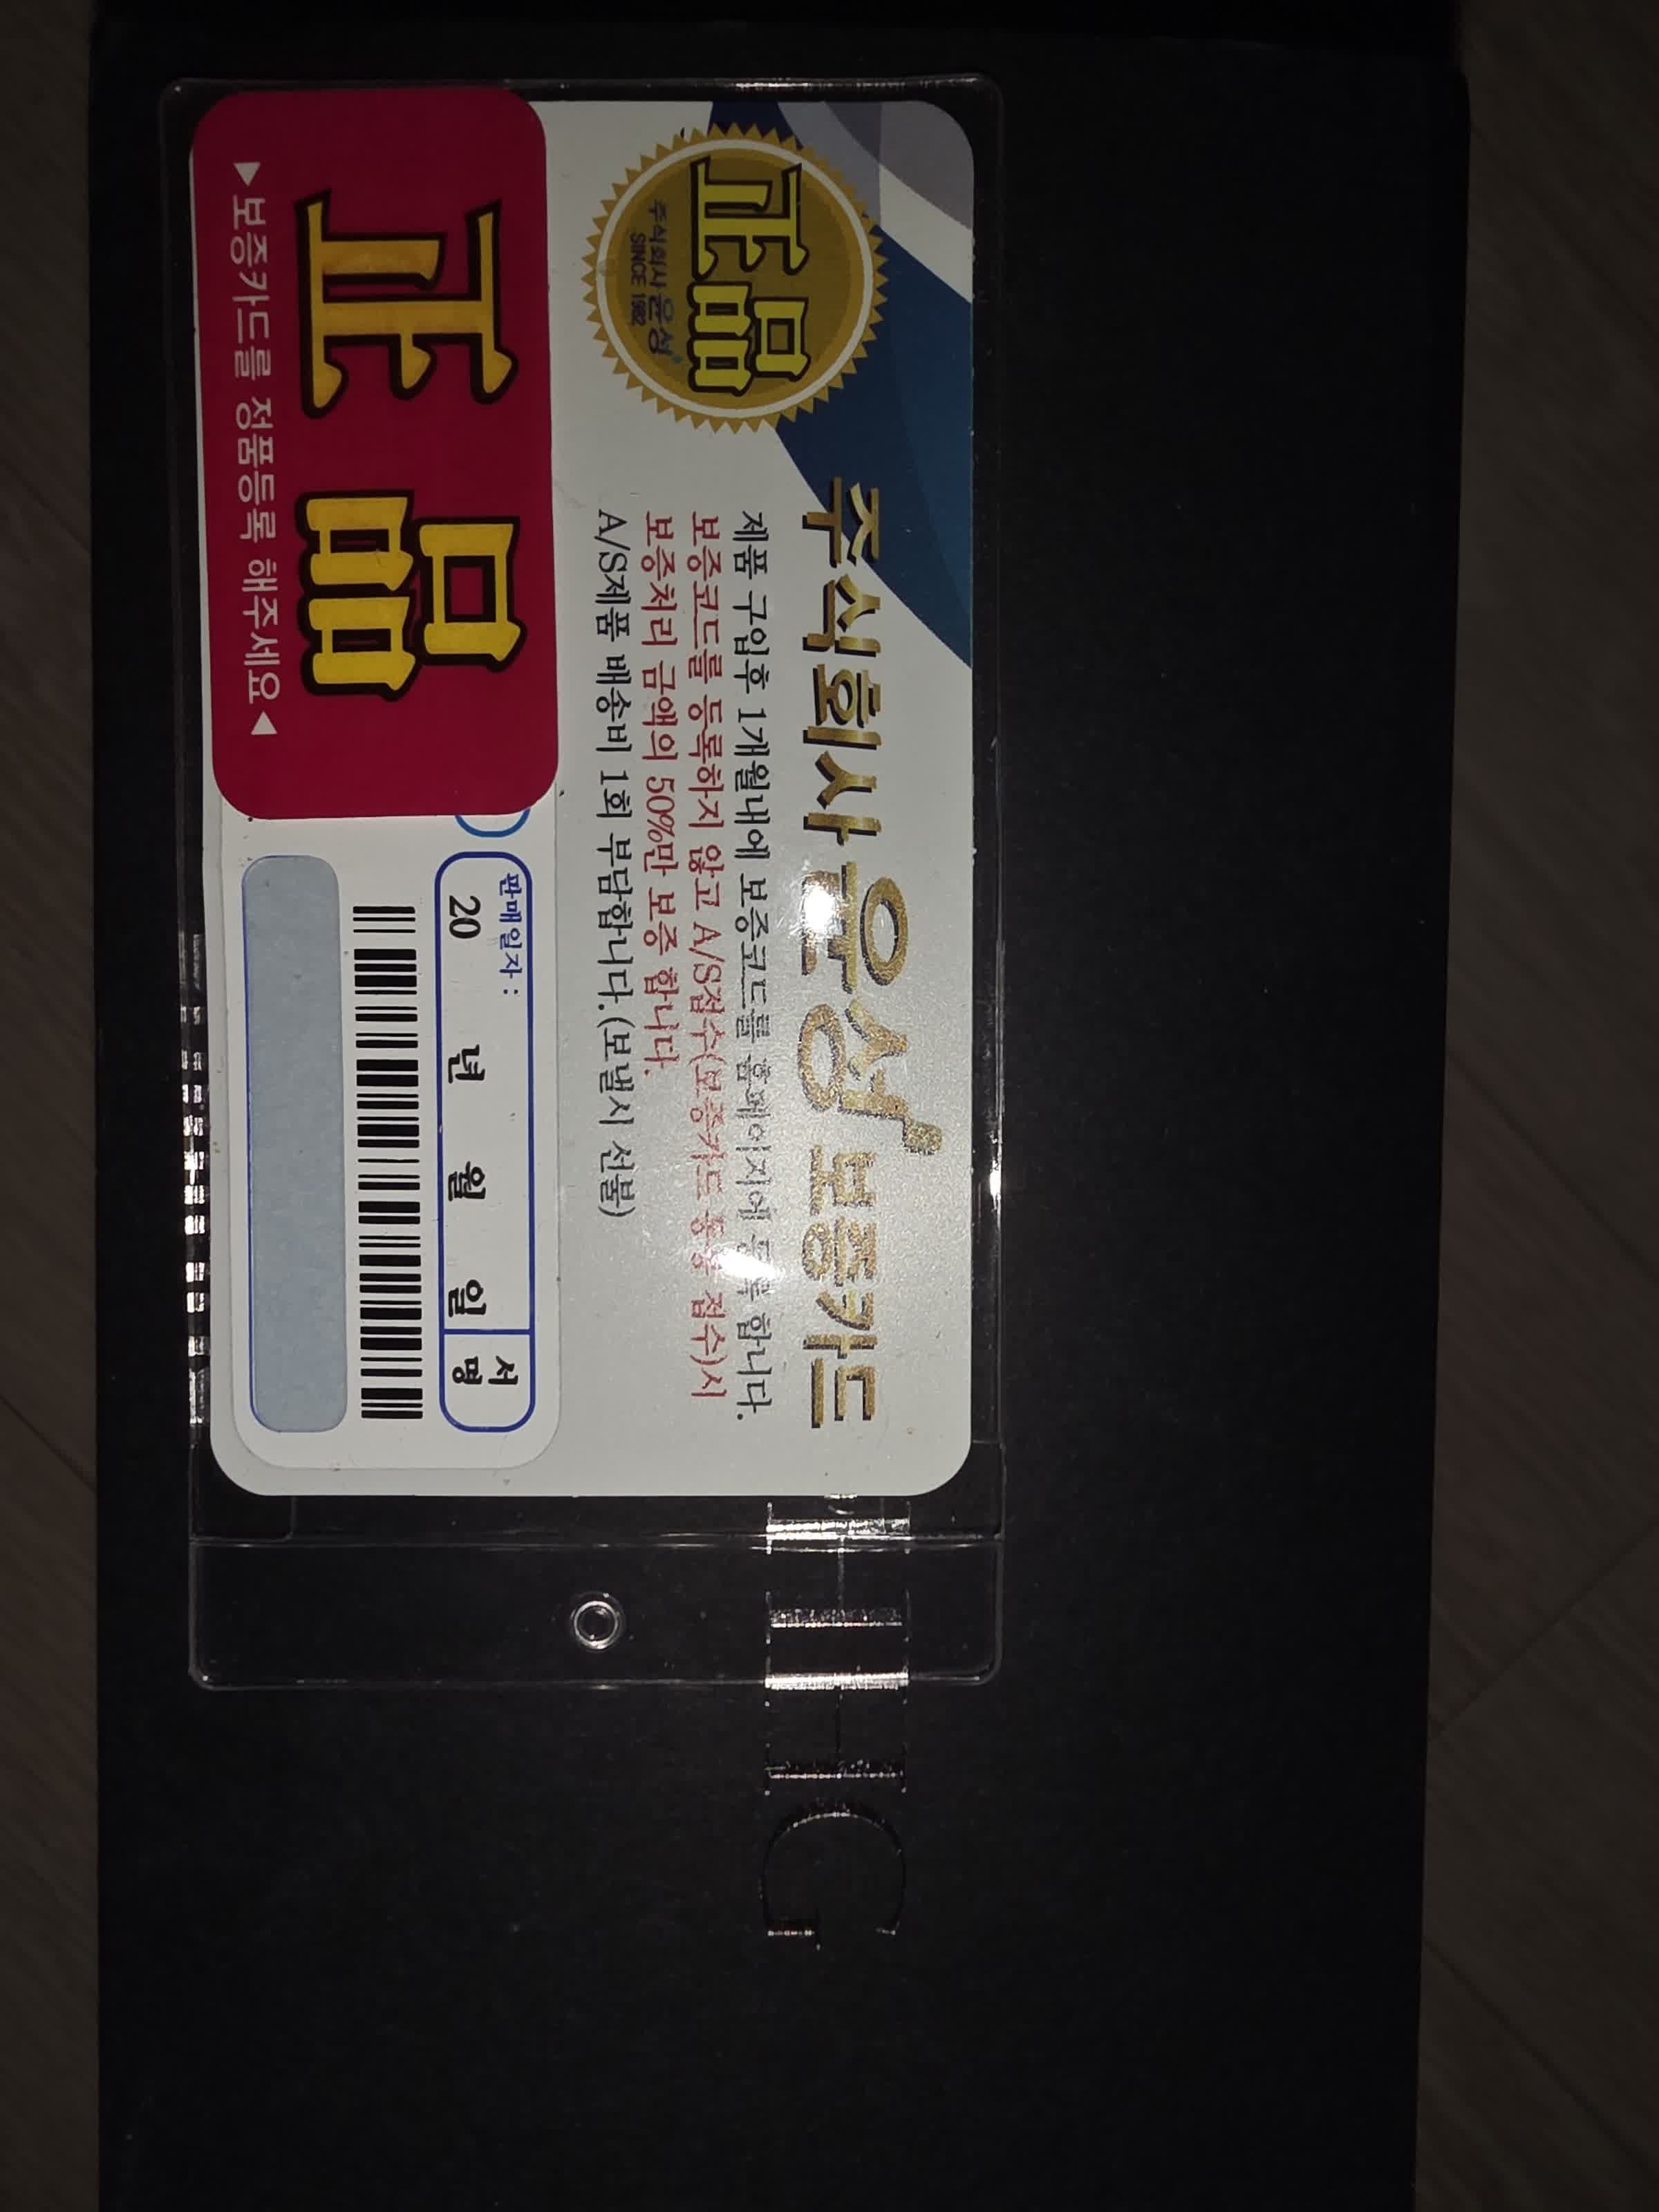 正品
주식회사 윤성
SINCE 1982
주식회사 윤성 보증카드
제품 구입후 1개월내에 보증코드를 홈페이지에 등록 합니다.
보증코드를 등록하지 않고 A/S접수(보증카드 동봉 접수)시
보증처리 금액의 50%만 보증 합니다.
A/S제품 배송비 1회 부담합니다.(보낼시 선불)
正品
▶보증카드를 정품등록 해주세요◀
판매일자 :
20 년 월 일
서명
HG